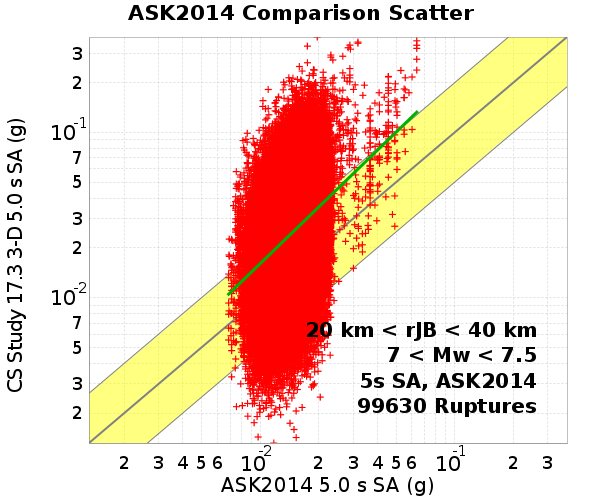 ASK2014 Comparison Scatter
CS Study 17.3 3-D 5.0 s SA (g)
3
2
10-1
7
5
3
2
10-2
7
5
3
2
20 km < rJB < 40 km
7 < Mw < 7.5
5s SA, ASK2014
99630 Ruptures
2 3 4 5 6 10-2 2 3 4 5 6 10-1 2 3
ASK2014 5.0 s SA (g)